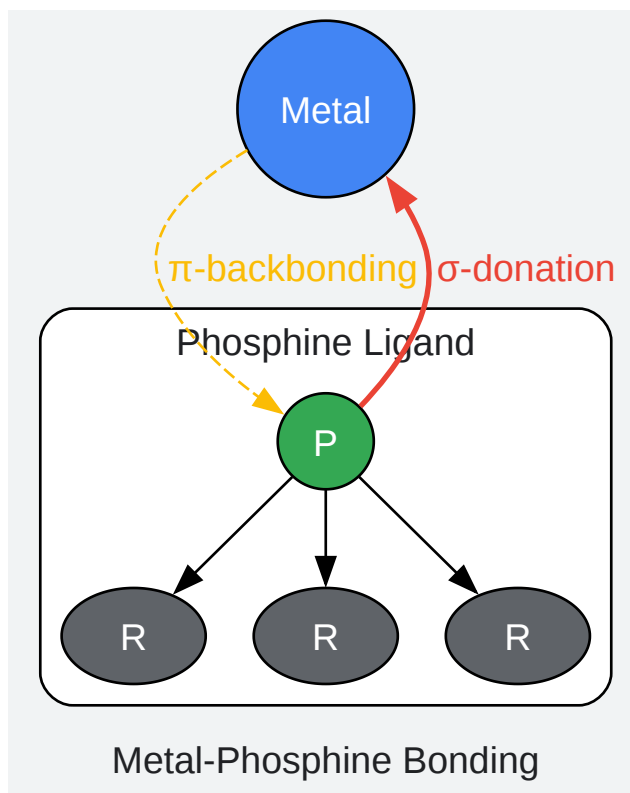 Metal
π-backbonding σ-donation
Phosphine Ligand
P
R R R
Metal-Phosphine Bonding